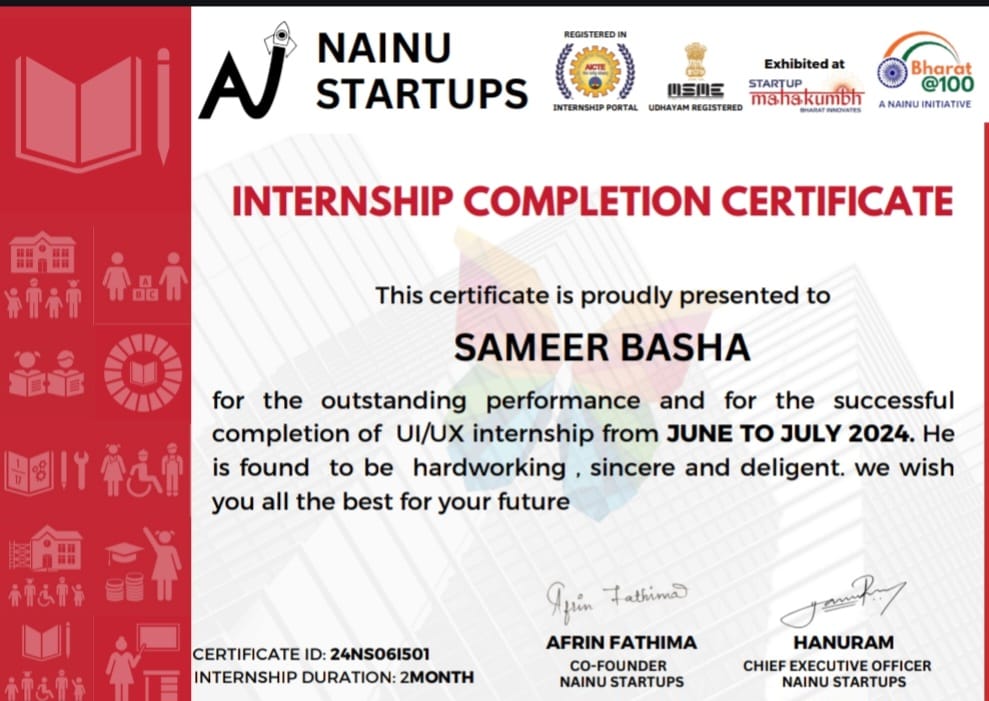 NAINU
STARTUPS
REGISTERED IN
AICTE
INTERNSHIP PORTAL
MSME
UDHAYAM REGISTERED
Exhibited at
STARTUP
mahakumbh
BHARAT INNOVATES
Bharat
@100
A NAINU INITIATIVE
INTERNSHIP COMPLETION CERTIFICATE
This certificate is proudly presented to
SAMEER BASHA
for the outstanding performance and for the successful
completion of UI/UX internship from JUNE TO JULY 2024. He
is found to be hardworking , sincere and deligent. we wish
you all the best for your future
A
B C
17
Afrin Fathima
AFRIN FATHIMA
CO-FOUNDER
NAINU STARTUPS
HANURAM
CHIEF EXECUTIVE OFFICER
NAINU STARTUPS
CERTIFICATE ID: 24NS06I501
INTERNSHIP DURATION: 2MONTH